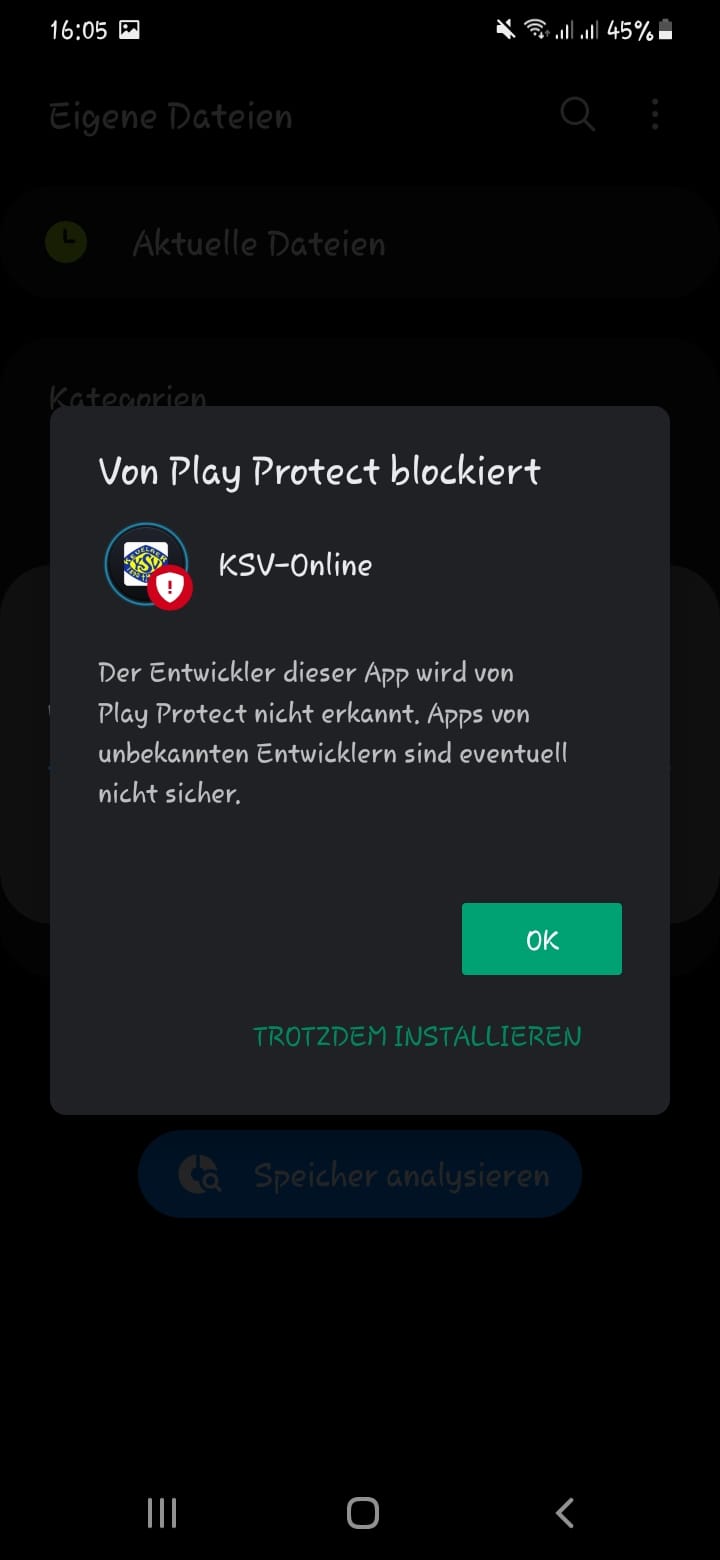 16:05
45%
Eigene Dateien
Aktuelle Dateien
Kategorien
Von Play Protect blockiert
KSV
KSV-Online
Der Entwickler dieser App wird von
Play Protect nicht erkannt. Apps von
unbekannten Entwicklern sind eventuell
nicht sicher.
OK
TROTZDEM INSTALLIEREN
Speicher analysieren